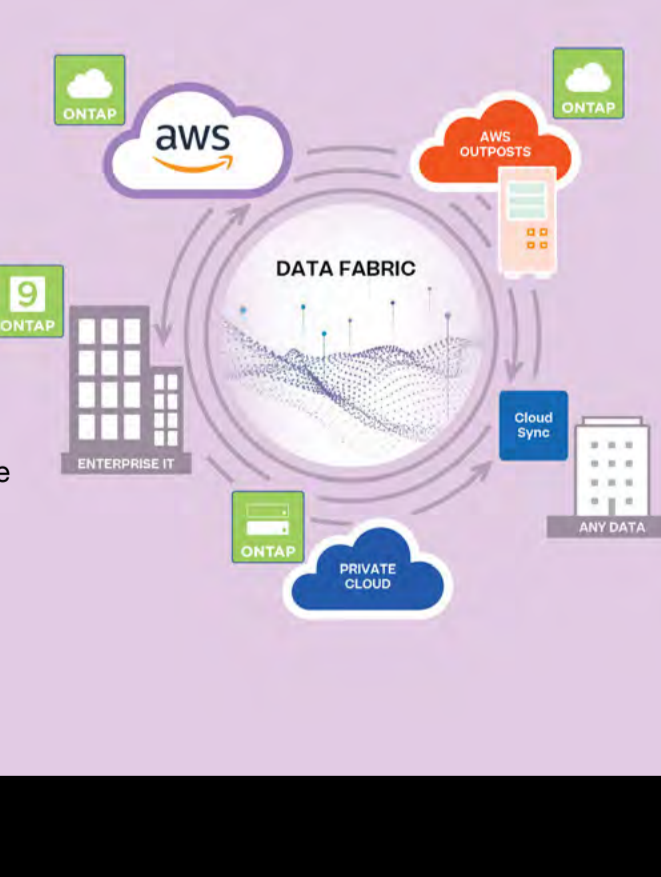 ONTAP
aws
AWS
OUTPOSTS
ONTAP
DATA FABRIC
9
ONTAP
ENTERPRISE IT
Cloud
Sync
ANY DATA
e
ONTAP
PRIVATE
CLOUD